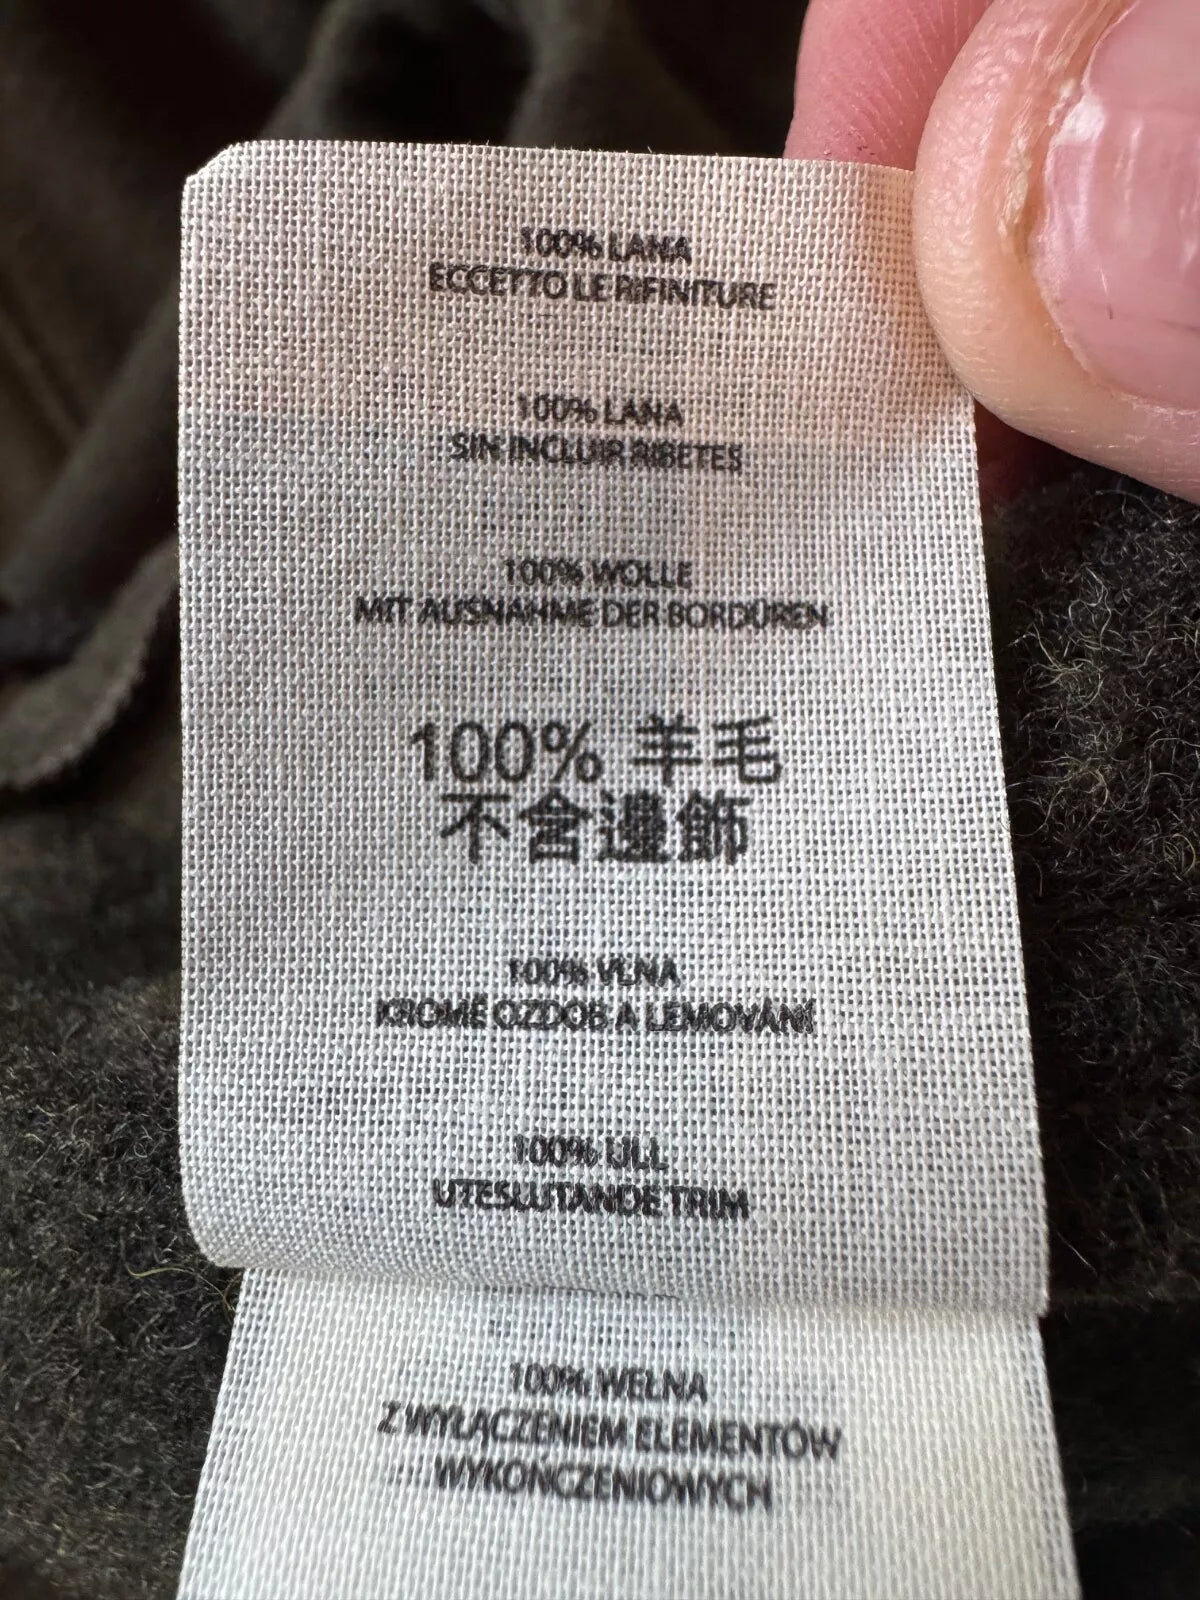 100% LANA
ECCETTO LE RIFINITURE
100% LANA
SIN INCLUIR RIBETES
100% WOLLE
MIT AUSNAHME DER BORDÜREN
100% 羊毛
不含邊飾
100% VLNA
KROMĚ OZDOB A LEMOVÁNÍ
100% ULL
UTESLUTANDE TRIM
100% WEŁNA
Z WYŁĄCZENIEM ELEMENTÓW
WYKOŃCZENIOWYCH